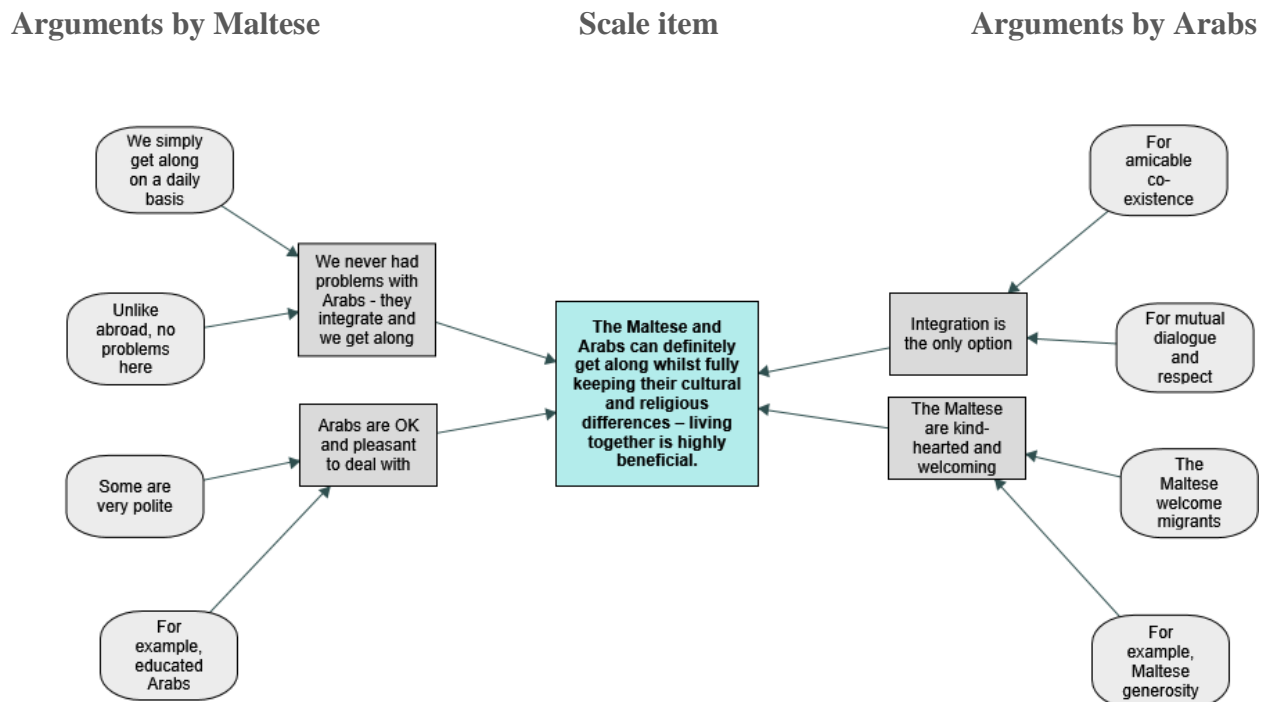 Arguments by Maltese
Scale item
Arguments by Arabs
We simply
get along
on a daily
basis
Unlike
abroad, no
problems
here
Some are
very polite
For
example,
educated
Arabs
We never had
problems with
Arabs - they
integrate and
we get along
Arabs are OK
and pleasant
to deal with
The Maltese and
Arabs can definitely
get along whilst fully
keeping their cultural
and religious
differences – living
together is highly
beneficial.
Integration is
the only option
The Maltese
are kind-
hearted and
welcoming
For
amicable
co-
existence
For mutual
dialogue
and
respect
The
Maltese
welcome
migrants
For
example,
Maltese
generosity